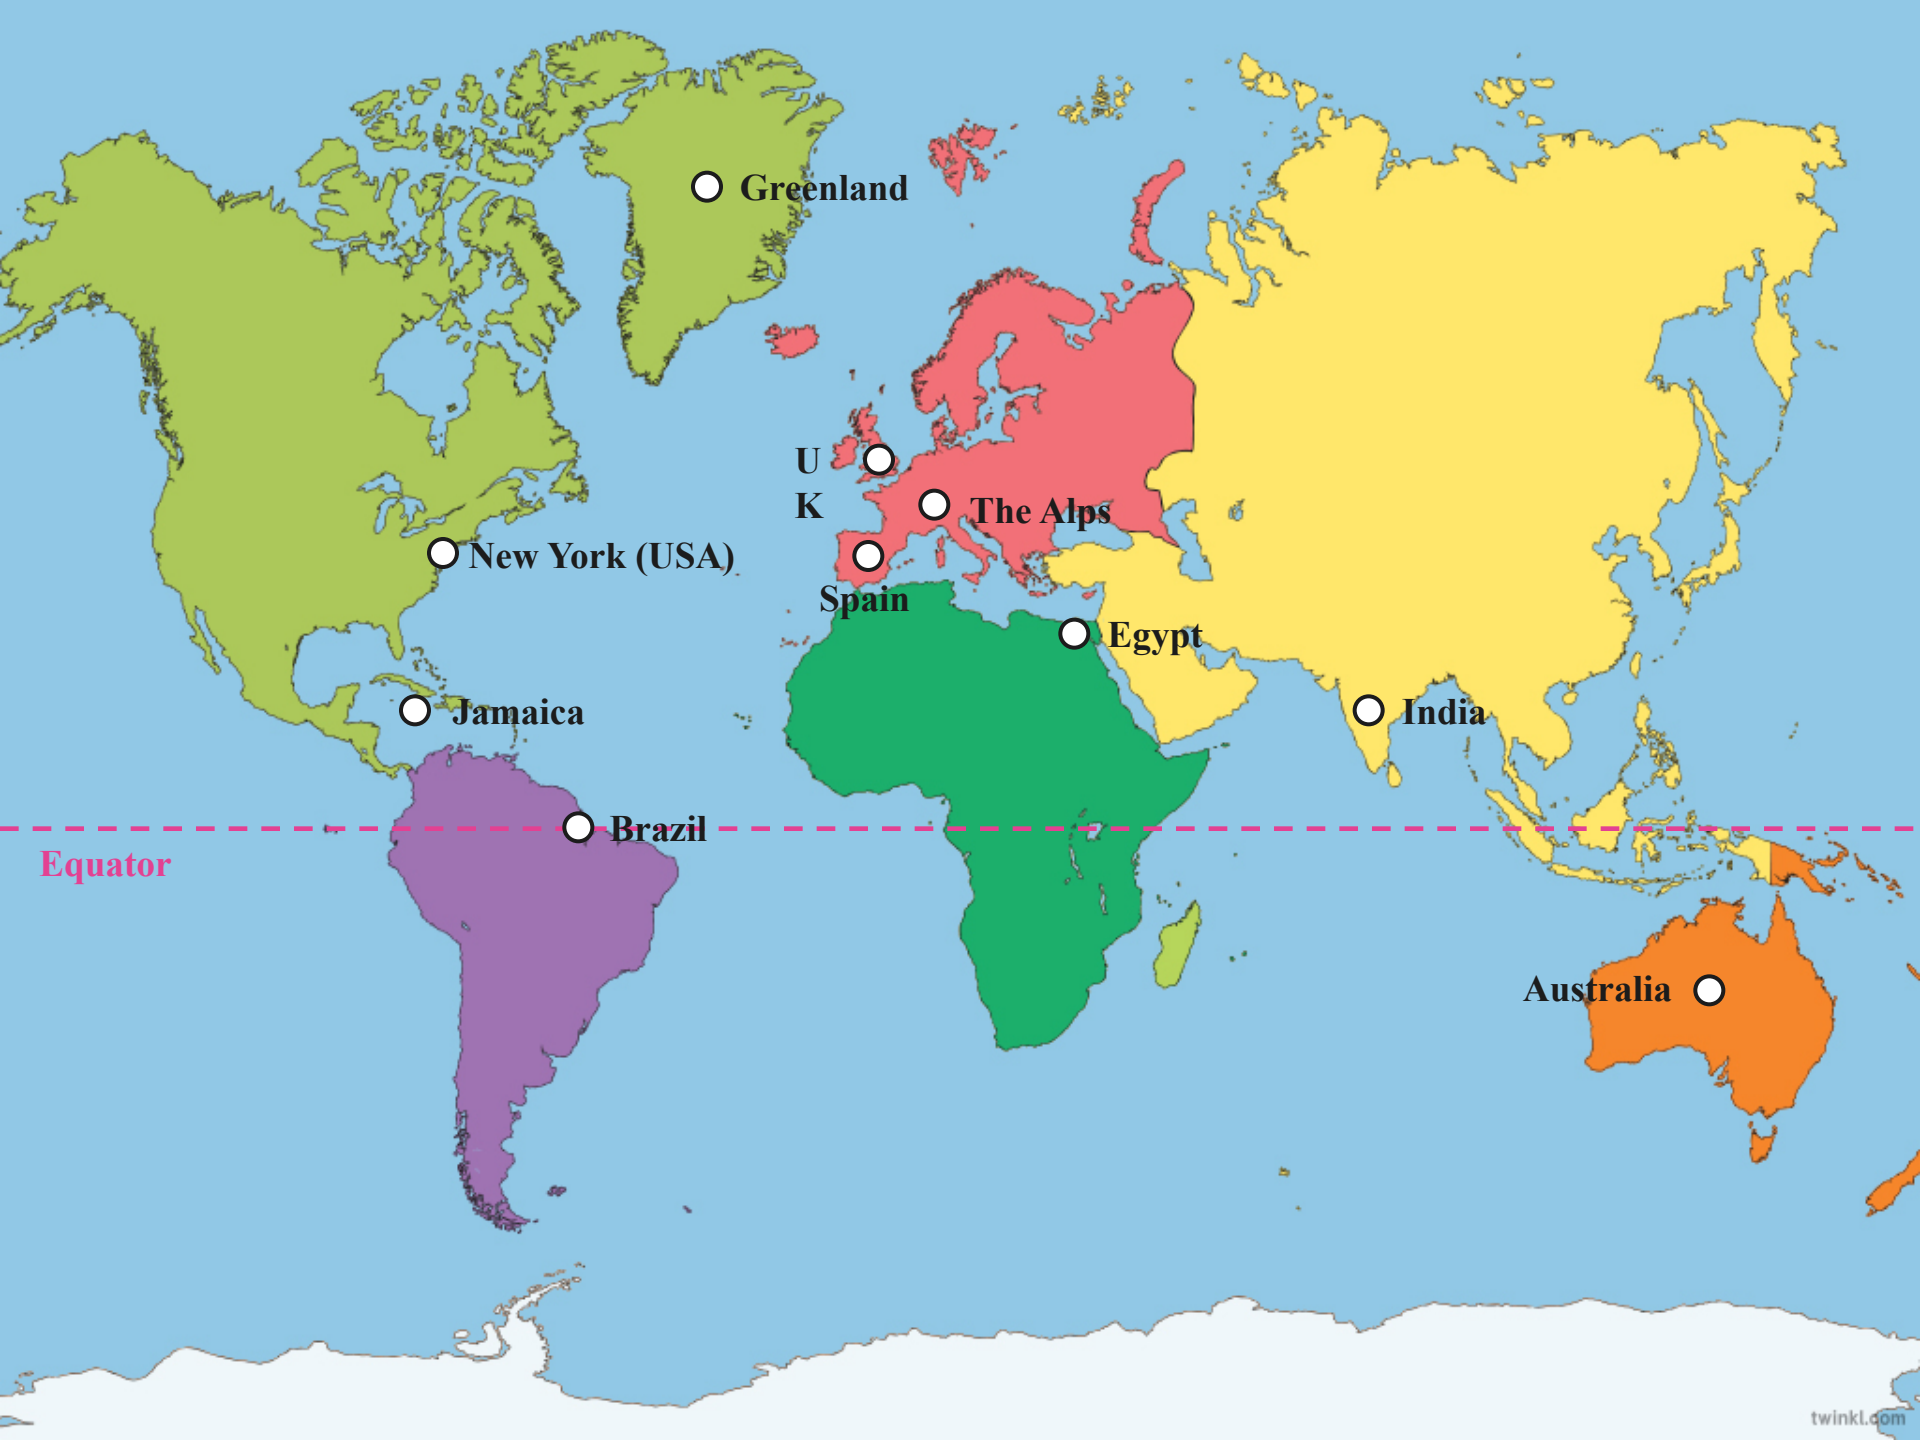 Greenland
U
K
The Alps
New York (USA)
Spain
Egypt
Jamaica
India
Brazil
Equator
Australia
twinkl.com